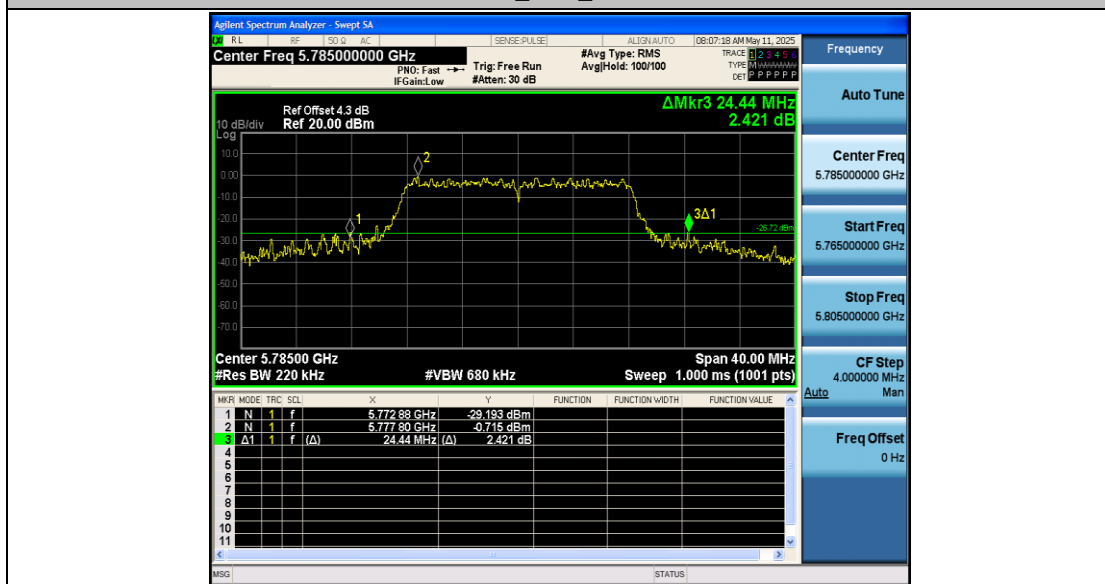 Agilent Spectrum Analyzer - Swept SA
RL RF 50 Ω AC SENSE:PULSE ALIGN AUTO 08:07:18 AM May 11, 2025
Center Freq 5.785000000 GHz
PNO: Fast
IFGain:Low
Trig: Free Run
#Atten: 30 dB
#Avg Type: RMS
Avg|Hold: 100/100
TRACE 1 2 3 4 5 6
TYPE M
DET P P P P P P
Ref Offset 4.3 dB
Ref 20.00 dBm
10 dB/div
Log
ΔMkr3 24.44 MHz
2.421 dB
10.0
0.00
-10.0
-20.0
-30.0
-40.0
-50.0
-60.0
-70.0
1
2
3Δ1
-26.72 dBm
Center 5.78500 GHz Span 40.00 MHz
#Res BW 220 kHz #VBW 680 kHz Sweep 1.000 ms (1001 pts)
MKR MODE TRC SCL X Y FUNCTION FUNCTION WIDTH FUNCTION VALUE
1 N 1 f 5.772 88 GHz -29.193 dBm
2 N 1 f 5.777 80 GHz -0.715 dBm
3 Δ1 1 f (Δ) 24.44 MHz (Δ) 2.421 dB
4
5
6
7
8
9
10
11
MSG STATUS
Frequency
Auto Tune
Center Freq
5.785000000 GHz
Start Freq
5.765000000 GHz
Stop Freq
5.805000000 GHz
CF Step
4.000000 MHz
Auto Man
Freq Offset
0 Hz